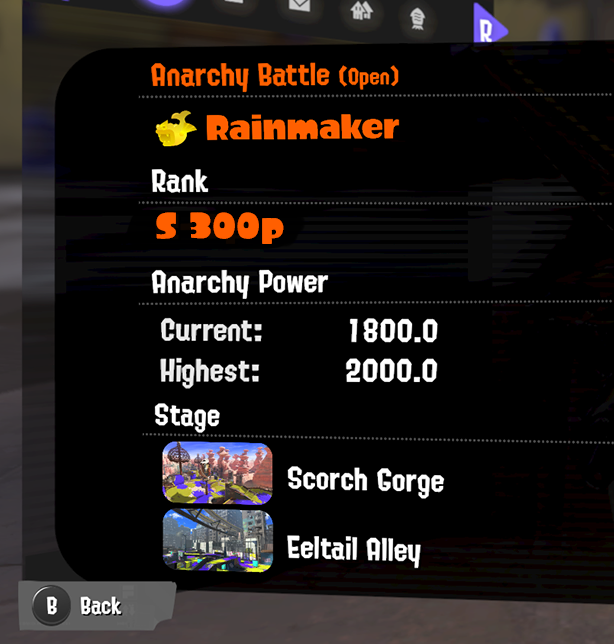 R
Anarchy Battle (Open)
Rainmaker
Rank
S 300p
Anarchy Power
Current: 1800.0
Highest: 2000.0
Stage
Scorch Gorge
Eeltail Alley
B Back